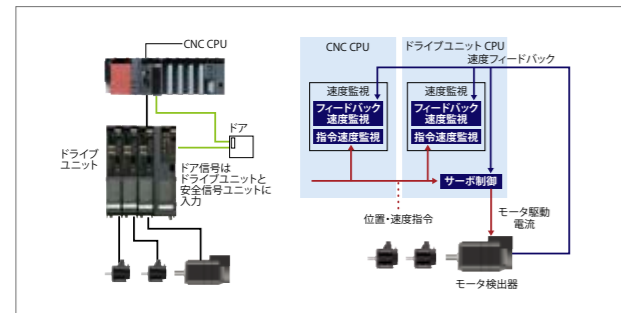 CNC CPU
ドア
ドライブ
ユニット
ドア信号は
ドライブユニットと
安全信号ユニットに
入力
CNC CPU
ドライブユニット CPU
速度フィードバック
速度監視
フィードバック
速度監視
指令速度監視
速度監視
フィードバック
速度監視
指令速度監視
サーボ制御
位置・速度指令
モータ駆動
電流
モータ検出器